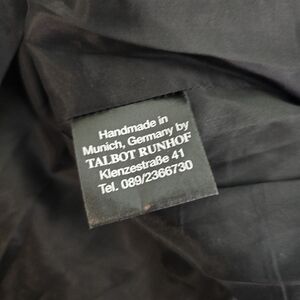 Handmade in
Munich, Germany by
TALBOT RUNHOF
Klenzestraße 41
Tel. 089/2366730